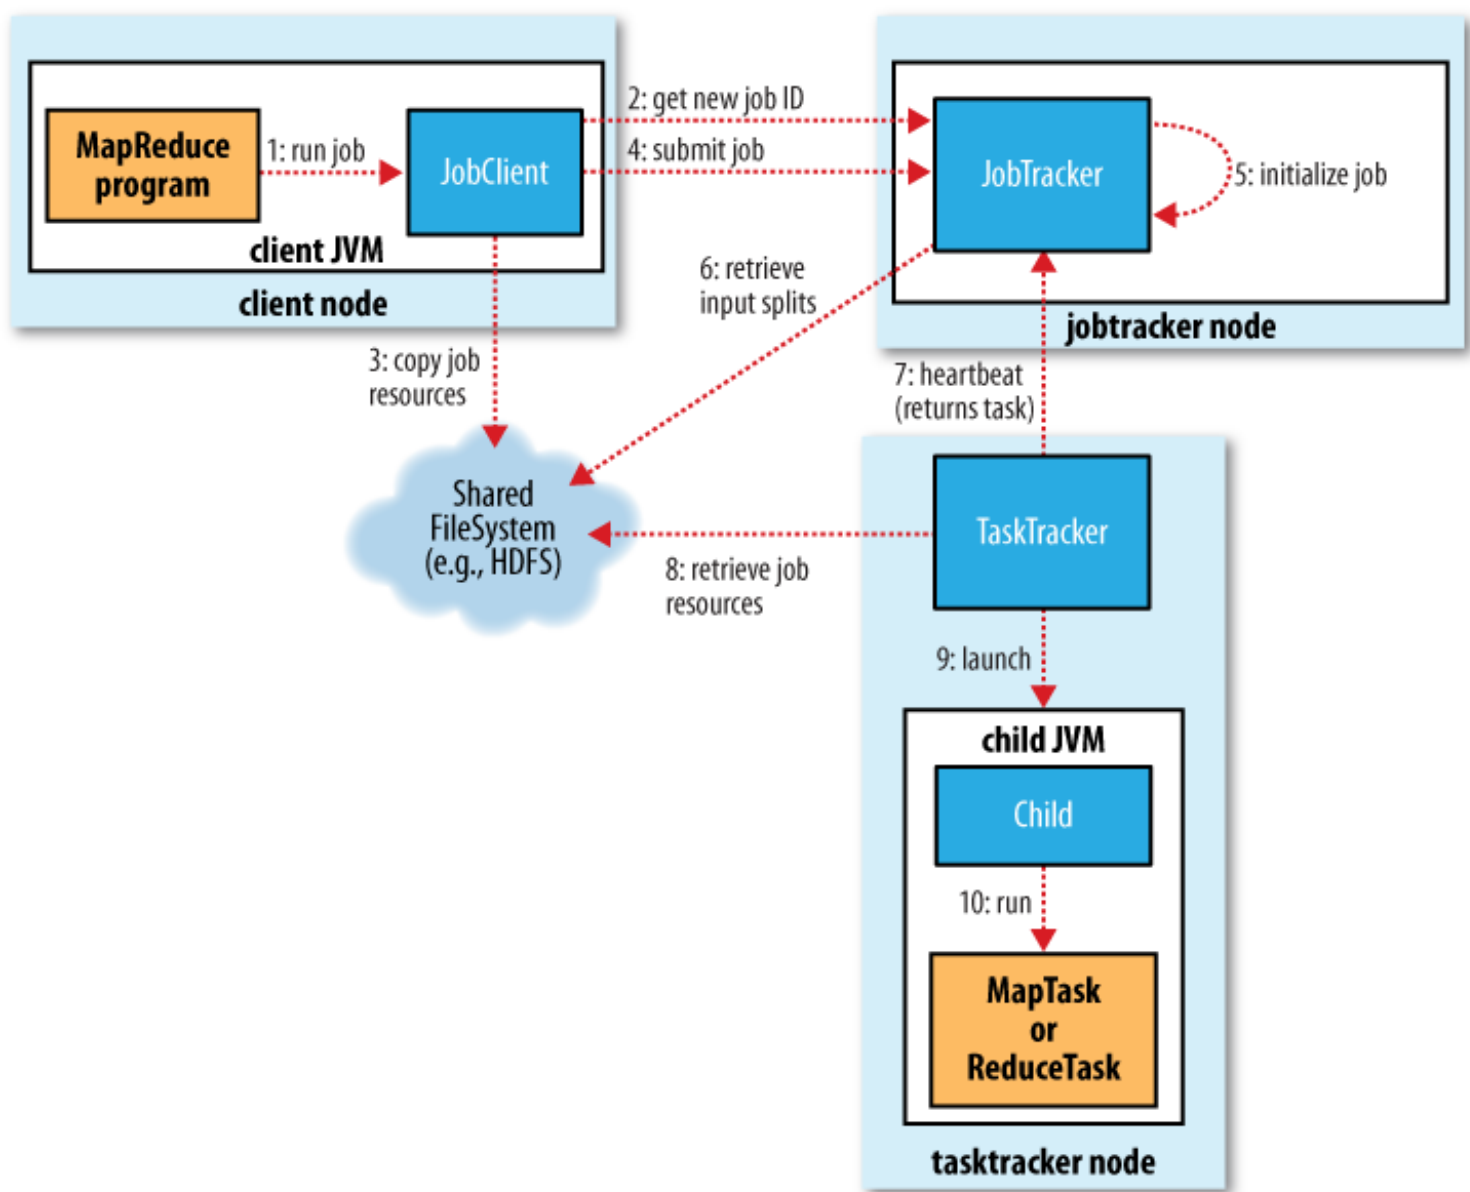 MapReduce
program
1: run job
JobClient
client JVM
client node
2: get new job ID
4: submit job
JobTracker
5: initialize job
jobtracker node
3: copy job
resources
6: retrieve
input splits
7: heartbeat
(returns task)
Shared
FileSystem
(e.g., HDFS)
8: retrieve job
resources
TaskTracker
9: launch
child JVM
Child
10: run
MapTask
or
ReduceTask
tasktracker node